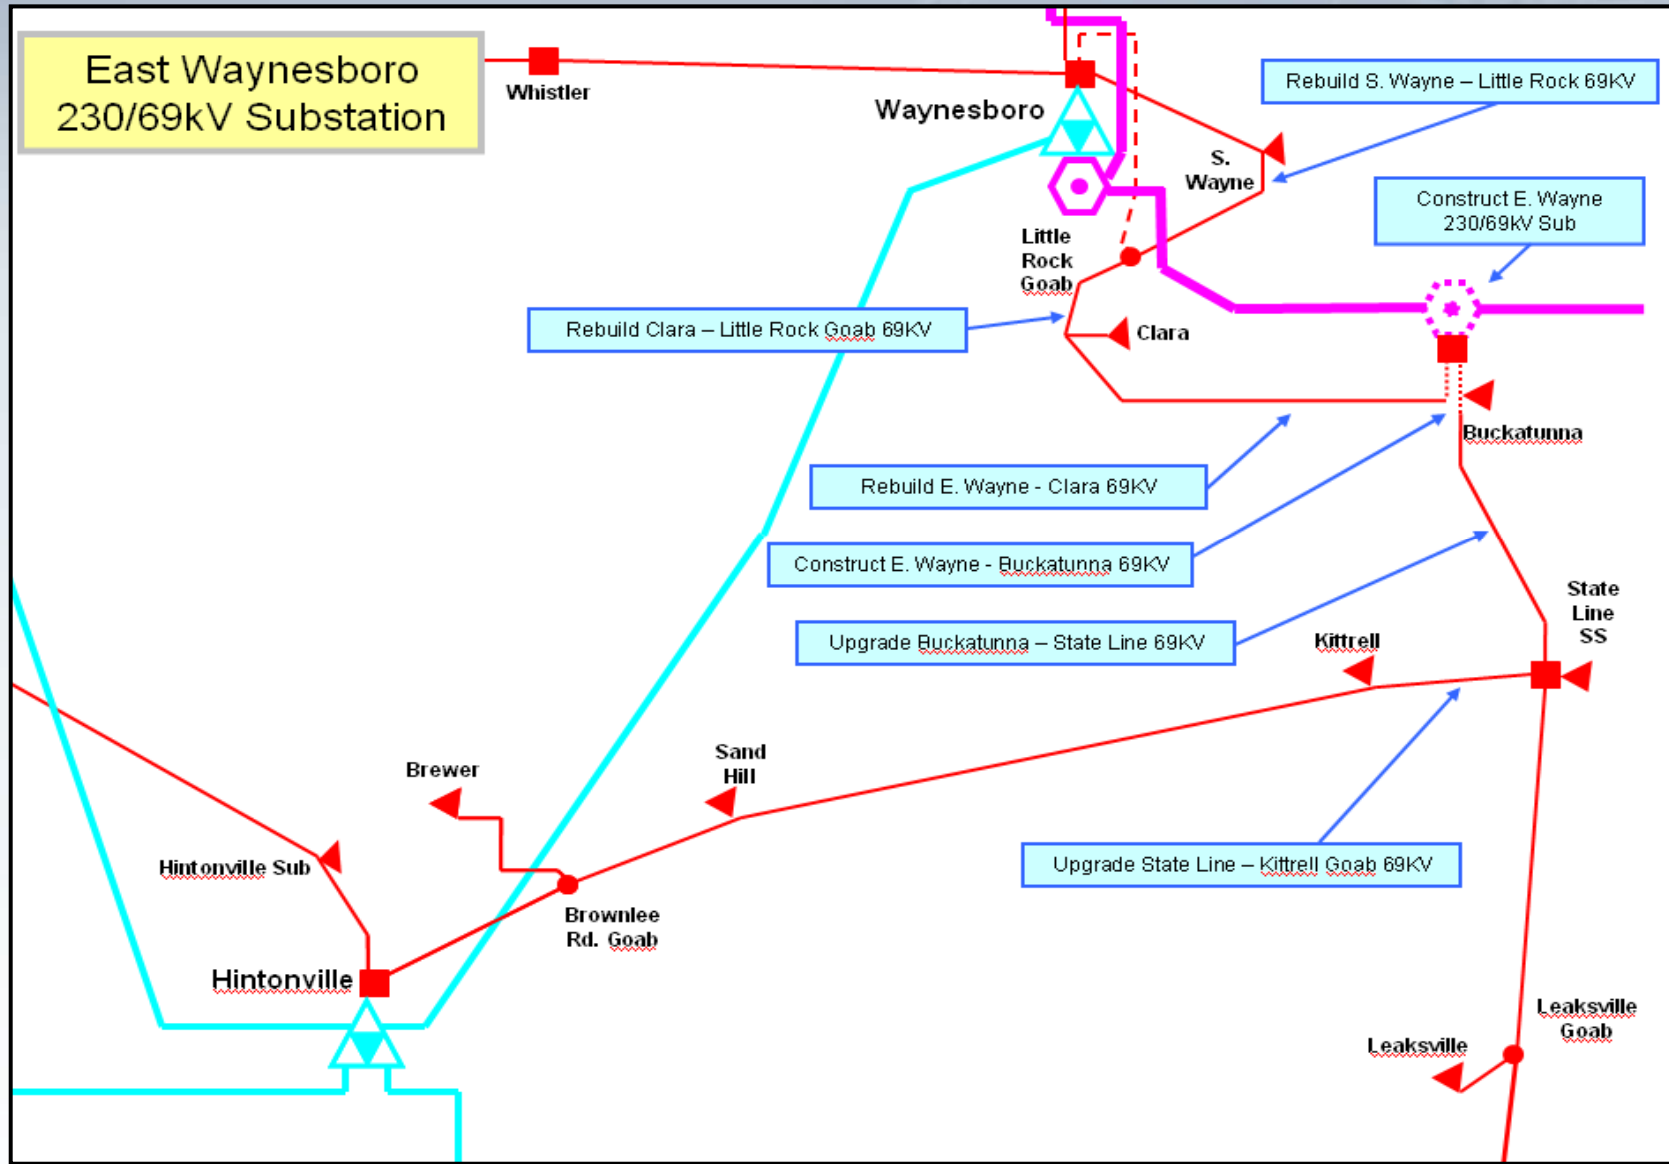 East Waynesboro
230/69kV Substation
Whistler
Waynesboro
Rebuild S. Wayne – Little Rock 69KV
S.
Wayne
Construct E. Wayne
230/69kV Sub
Little
Rock
Goab
Rebuild Clara – Little Rock Goab 69KV
Clara
Buckatunna
Rebuild E. Wayne - Clara 69KV
Construct E. Wayne - Buckatunna 69KV
State
Line
SS
Upgrade Buckatunna – State Line 69KV
Kittrell
Sand
Hill
Brewer
Hintonville Sub
Upgrade State Line – Kittrell Goab 69KV
Brownlee
Rd. Goab
Hintonville
Leaksville
Goab
Leaksville